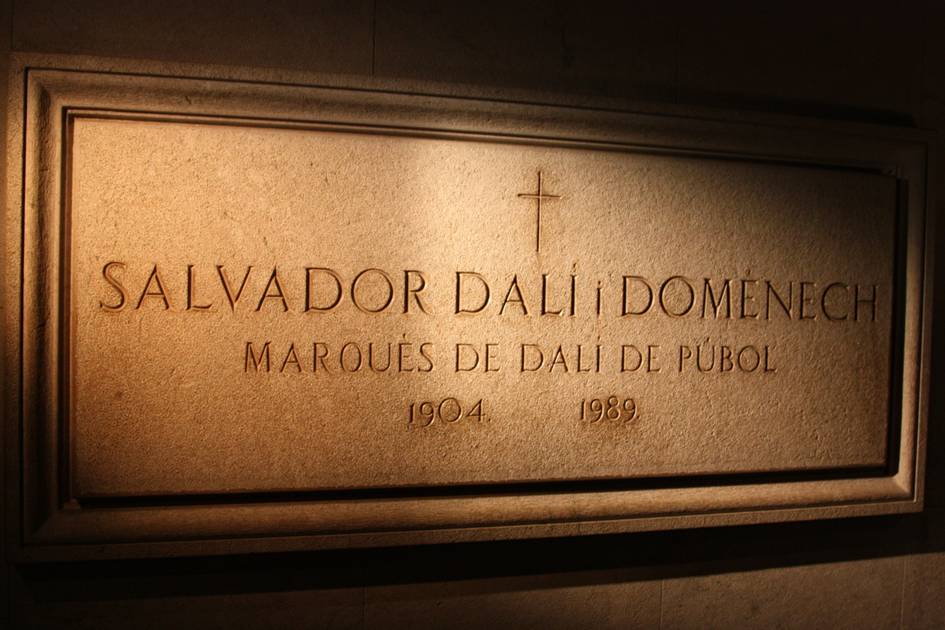 SALVADOR DALÍ i DOMÈNECH
MARQUÈS DE DALÍ DE PÚBOL
1904. 1989.